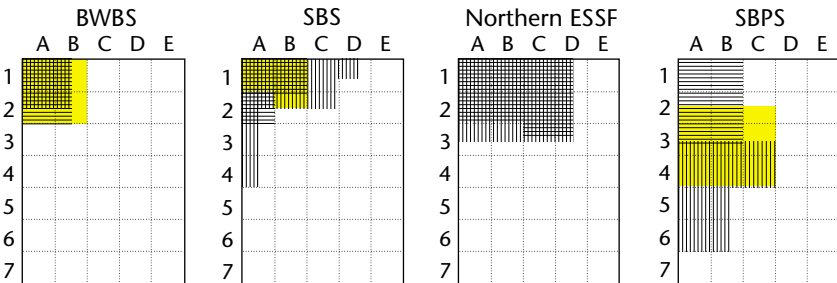 BWBS SBS Northern ESSF SBPS
A B C D E A B C D E A B C D E A B C D E
1 1 1 1
2 2 2 2
3 3 3 3
4 4 4 4
5 5 5 5
6 6 6 6
7 7 7 7